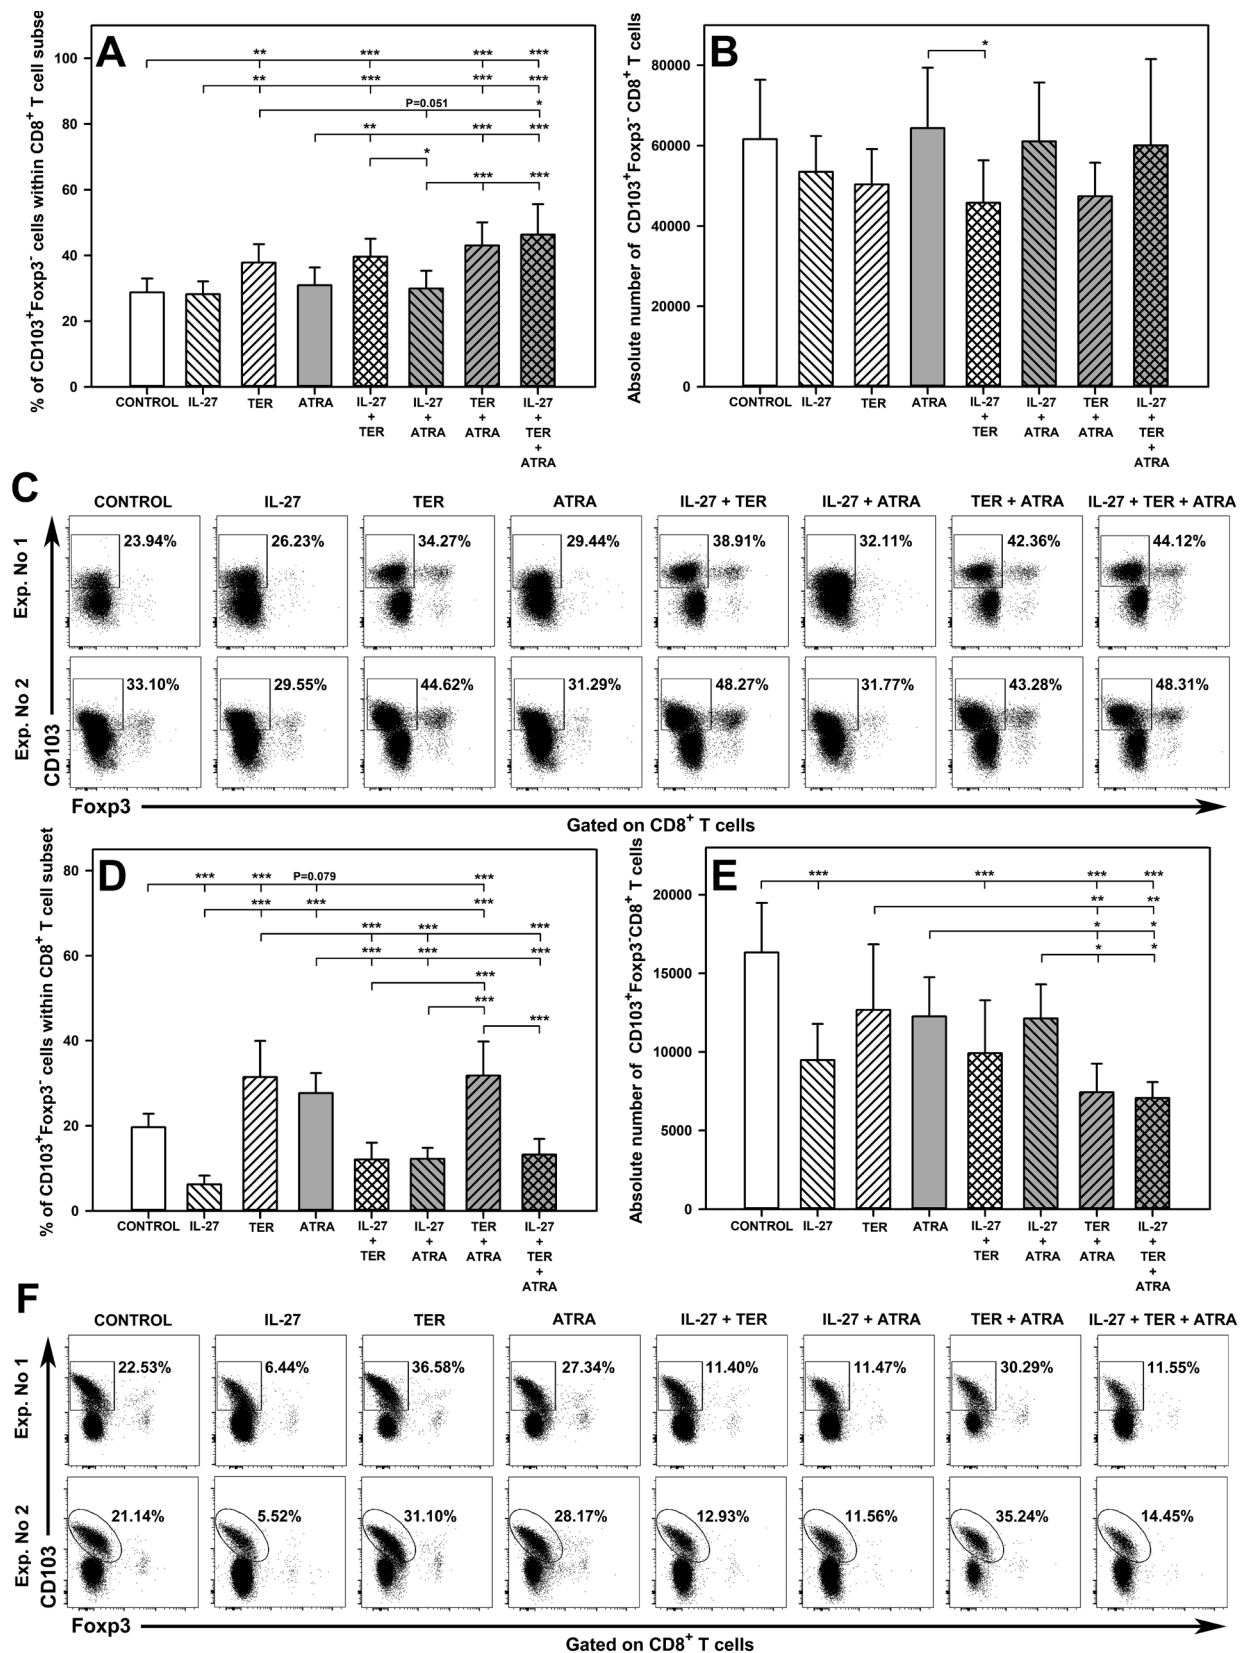 A
% of CD103+Foxp3- cells within CD8+ T cell subse
100
80
60
40
20
0
** *** *** ***
** *** *** ***
P=0.051 *
** *** ***
*
*** ***
CONTROL IL-27 TER ATRA IL-27 + TER IL-27 + ATRA TER + ATRA IL-27 + TER + ATRA
B
Absolute number of CD103+Foxp3- CD8+ T cells
80000
60000
40000
20000
0
*
CONTROL IL-27 TER ATRA IL-27 + TER IL-27 + ATRA TER + ATRA IL-27 + TER + ATRA
C
CONTROL IL-27 TER ATRA IL-27 + TER IL-27 + ATRA TER + ATRA IL-27 + TER + ATRA
Exp. No 1
23.94% 26.23% 34.27% 29.44% 38.91% 32.11% 42.36% 44.12%
Exp. No 2
33.10% 29.55% 44.62% 31.29% 48.27% 31.77% 43.28% 48.31%
CD103
Foxp3
Gated on CD8+ T cells
D
% of CD103+Foxp3- cells within CD8+ T cell subset
80
60
40
20
0
*** *** P=0.079 ***
*** *** ***
*** *** ***
*** *** ***
***
***
***
CONTROL IL-27 TER ATRA IL-27 + TER IL-27 + ATRA TER + ATRA IL-27 + TER + ATRA
E
Absolute number of CD103+Foxp3-CD8+ T cells
20000
15000
10000
5000
0
*** *** *** ***
** **
* *
* *
CONTROL IL-27 TER ATRA IL-27 + TER IL-27 + ATRA TER + ATRA IL-27 + TER + ATRA
F
CONTROL IL-27 TER ATRA IL-27 + TER IL-27 + ATRA TER + ATRA IL-27 + TER + ATRA
Exp. No 1
22.53% 6.44% 36.58% 27.34% 11.40% 11.47% 30.29% 11.55%
Exp. No 2
21.14% 5.52% 31.10% 28.17% 12.93% 11.56% 35.24% 14.45%
CD103
Foxp3
Gated on CD8+ T cells